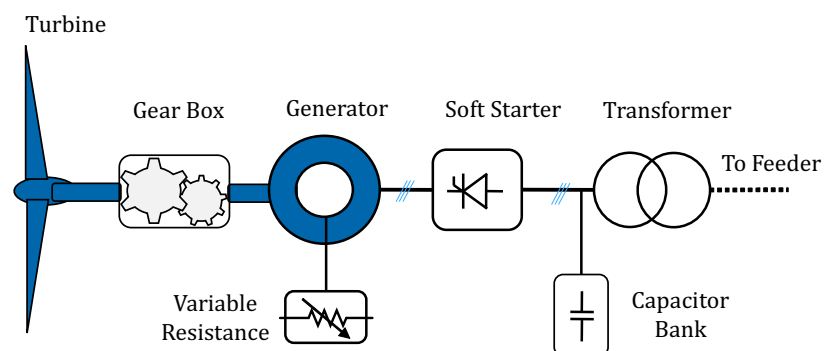 Turbine
Gear Box
Generator
Soft Starter
Transformer
To Feeder
Variable
Resistance
Capacitor
Bank